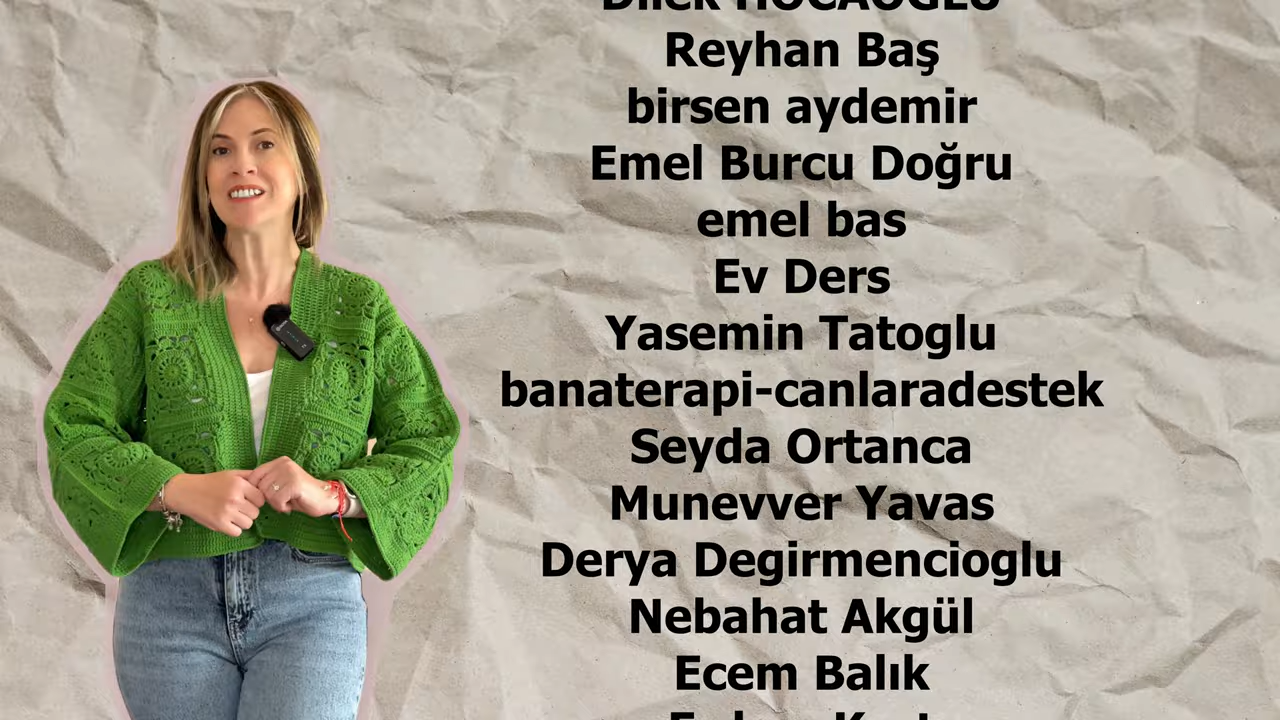 Reyhan Baş
birsen aydemir
Emel Burcu Doğru
emel bas
Ev Ders
Yasemin Tatoglu
banaterapi-canlaradestek
Seyda Ortanca
Munevver Yavas
Derya Degirmencioglu
Nebahat Akgül
Ecem Balık